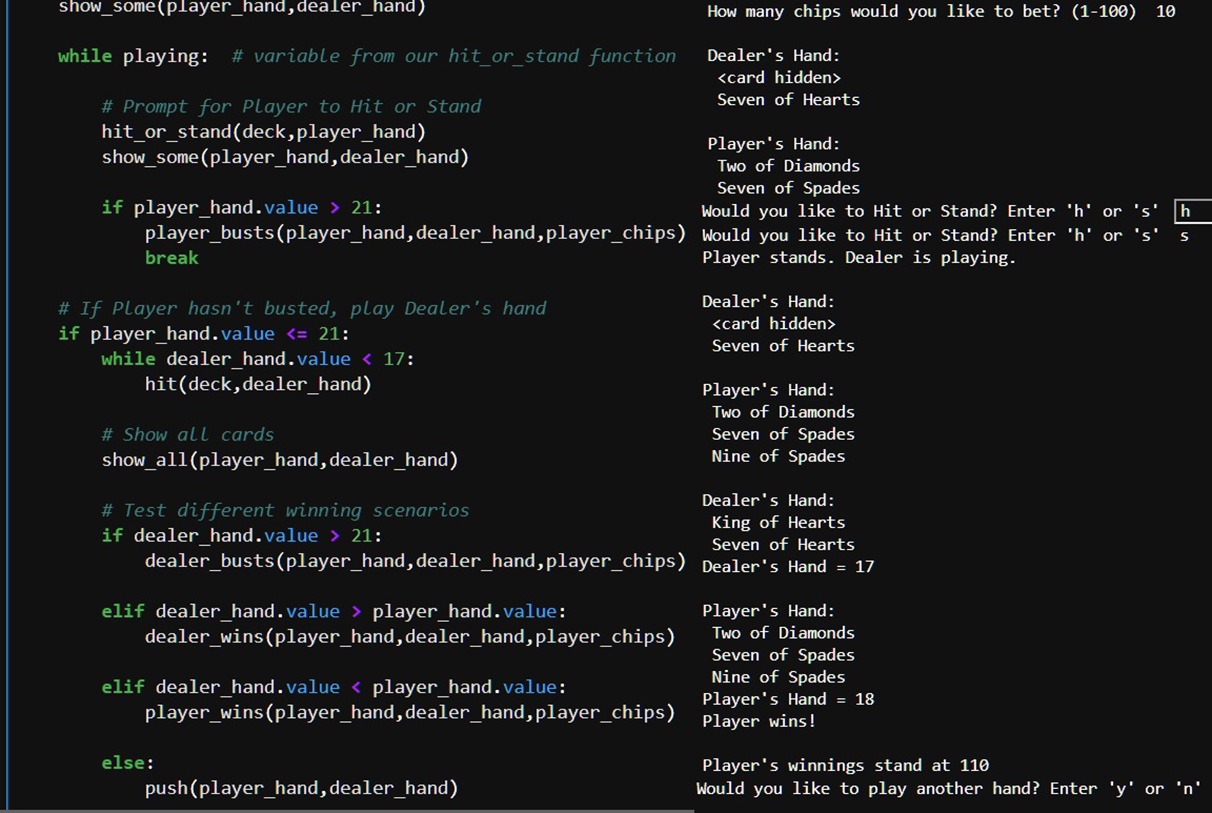 show_some(player_hand,dealer_hand)
while playing:  # variable from our hit_or_stand function
# Prompt for Player to Hit or Stand
hit_or_stand(deck,player_hand)
show_some(player_hand,dealer_hand)
if player_hand.value > 21:
player_busts(player_hand,dealer_hand,player_chips)
break
# If Player hasn't busted, play Dealer's hand
if player_hand.value <= 21:
while dealer_hand.value < 17:
hit(deck,dealer_hand)
# Show all cards
show_all(player_hand,dealer_hand)
# Test different winning scenarios
if dealer_hand.value > 21:
dealer_busts(player_hand,dealer_hand,player_chips)
elif dealer_hand.value > player_hand.value:
dealer_wins(player_hand,dealer_hand,player_chips)
elif dealer_hand.value < player_hand.value:
player_wins(player_hand,dealer_hand,player_chips)
else:
push(player_hand,dealer_hand)
How many chips would you like to bet? (1-100)  10
Dealer's Hand:
<card hidden>
Seven of Hearts
Player's Hand:
Two of Diamonds
Seven of Spades
Would you like to Hit or Stand? Enter 'h' or 's'  h
Would you like to Hit or Stand? Enter 'h' or 's'  s
Player stands. Dealer is playing.
Dealer's Hand:
<card hidden>
Seven of Hearts
Player's Hand:
Two of Diamonds
Seven of Spades
Nine of Spades
Dealer's Hand:
King of Hearts
Seven of Hearts
Dealer's Hand = 17
Player's Hand:
Two of Diamonds
Seven of Spades
Nine of Spades
Player's Hand = 18
Player wins!
Player's winnings stand at 110
Would you like to play another hand? Enter 'y' or 'n'